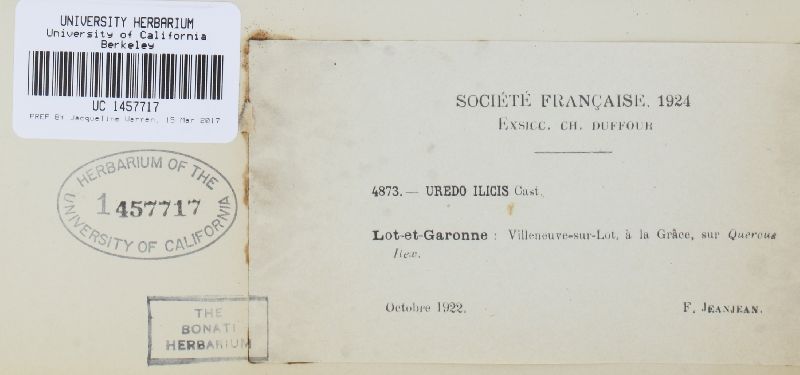 UNIVERSITY HERBARIUM
University of California
Berkeley
UC 1457717
PREP BY Jacqueline Warren, 15 Mar 2017
HERBARIUM OF THE
1457717
UNIVERSITY OF CALIFORNIA
THE
BONATI
HERBARIUM
SOCIÉTÉ FRANÇAISE, 1924
EXSICC. CH. DUFFOUR
4873. — UREDO ILICIS Cast.
Lot-et-Garonne : Villeneuve-sur-Lot, à la Grâce, sur Quercus
Ilex.
Octobre 1922. F. JEANJEAN.